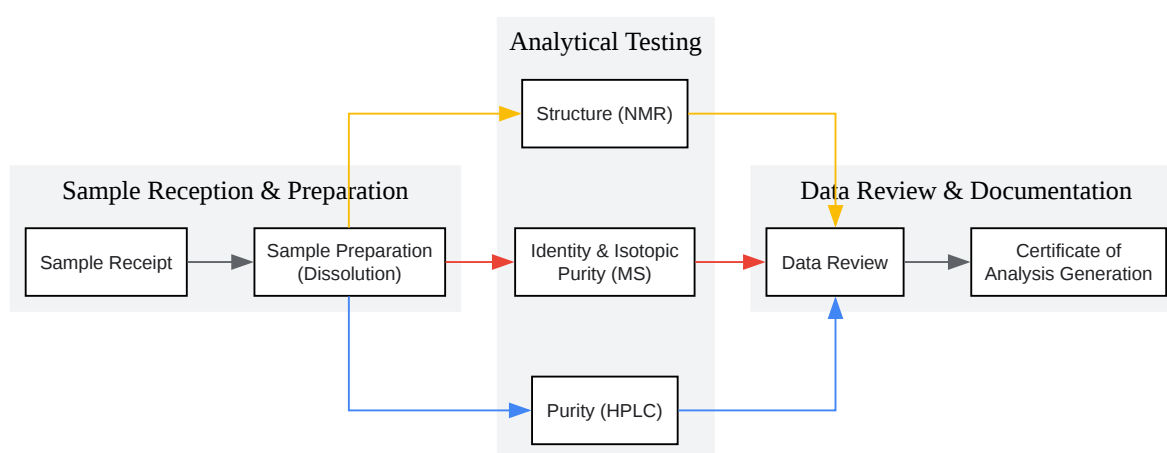 Analytical Testing
Structure (NMR)
Sample Reception & Preparation
Sample Receipt
Sample Preparation
(Dissolution)
Identity & Isotopic
Purity (MS)
Purity (HPLC)
Data Review & Documentation
Data Review
Certificate of
Analysis Generation